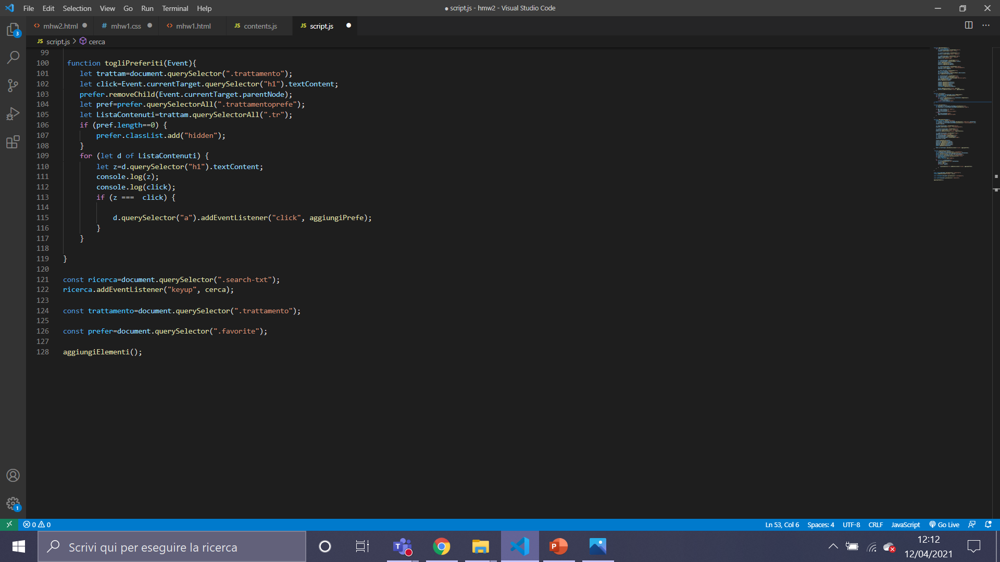 File Edit Selection View Go Run Terminal Help
● script.js - hmw2 - Visual Studio Code
mhw2.html
# mhw1.css
mhw1.html
JS contents.js
JS script.js
JS script.js > cerca
99
100 function togliPreferiti(Event){
101 let trattam=document.querySelector(".trattamento");
102 let click=Event.currentTarget.querySelector("h1").textContent;
103 prefer.removeChild(Event.currentTarget.parentNode);
104 let pref=prefer.querySelectorAll(".trattamentoprefe");
105 let ListaContenuti=trattam.querySelectorAll(".tr");
106 if (pref.length==0) {
107 prefer.classList.add("hidden");
108 }
109 for (let d of ListaContenuti) {
110 let z=d.querySelector("h1").textContent;
111 console.log(z);
112 console.log(click);
113 if (z ===  click) {
114
115 d.querySelector("a").addEventListener("click", aggiungiPrefe);
116 }
117 }
118
119 }
120
121 const ricerca=document.querySelector(".search-txt");
122 ricerca.addEventListener("keyup", cerca);
123
124 const trattamento=document.querySelector(".trattamento");
125
126 const prefer=document.querySelector(".favorite");
127
128 aggiungiElementi();
3
1
0 0
Ln 53, Col 6 Spaces: 4 UTF-8 CRLF JavaScript Go Live
Scrivi qui per eseguire la ricerca
12:12
12/04/2021